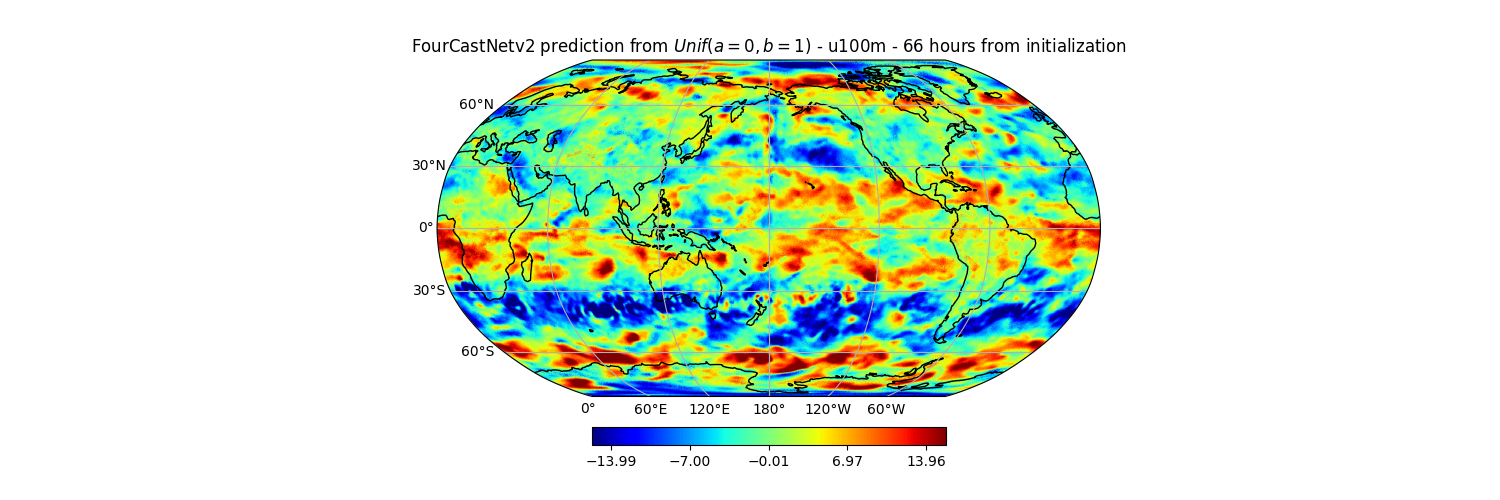 FourCastNetv2 prediction from Unif(a = 0, b = 1) - u100m - 66 hours from initialization
60°N
30°N
0°
30°S
60°S
0° 60°E 120°E 180° 120°W 60°W
−13.99 −7.00 −0.01 6.97 13.96